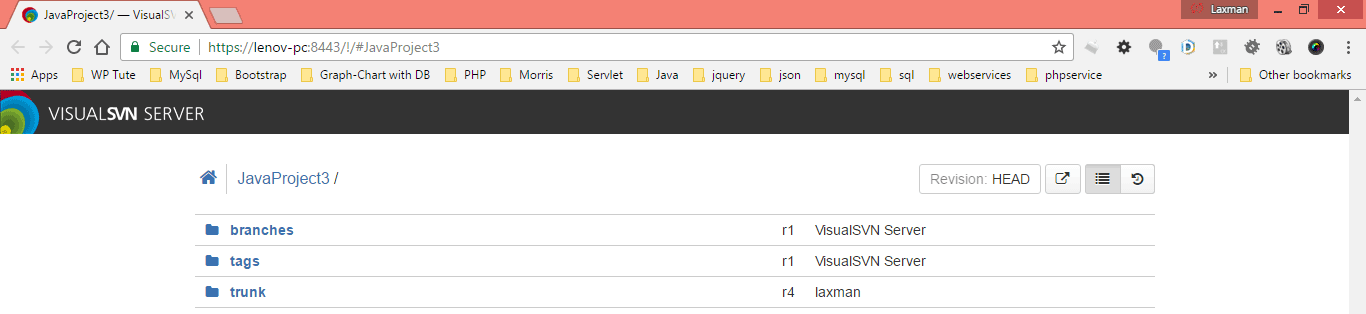 JavaProject3/ — VisualSV
Laxman
Secure https://lenov-pc:8443/!/#JavaProject3
Apps WP Tute MySql Bootstrap Graph-Chart with DB PHP Morris Servlet Java jquery json mysql sql webservices phpservice » Other bookmarks
VISUALSVN SERVER
JavaProject3 / Revision: HEAD
branches r1 VisualSVN Server
tags r1 VisualSVN Server
trunk r4 laxman